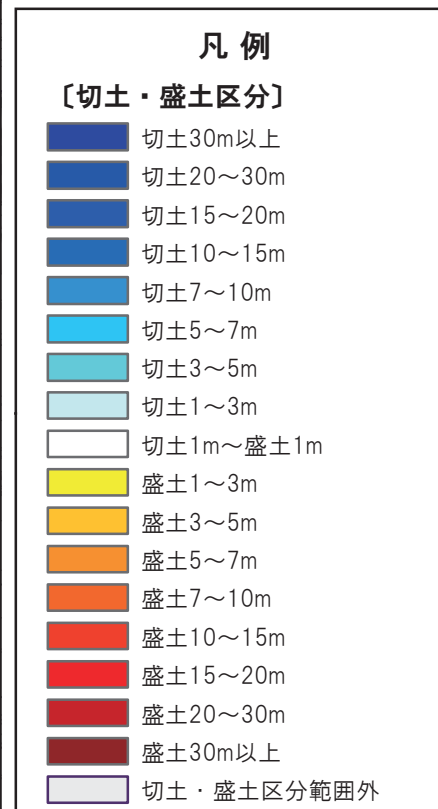 凡 例
〔切土・盛土区分〕
切土30m以上
切土20～30m
切土15～20m
切土10～15m
切土7～10m
切土5～7m
切土3～5m
切土1～3m
切土1m～盛土1m
盛土1～3m
盛土3～5m
盛土5～7m
盛土7～10m
盛土10～15m
盛土15～20m
盛土20～30m
盛土30m以上
切土・盛土区分範囲外